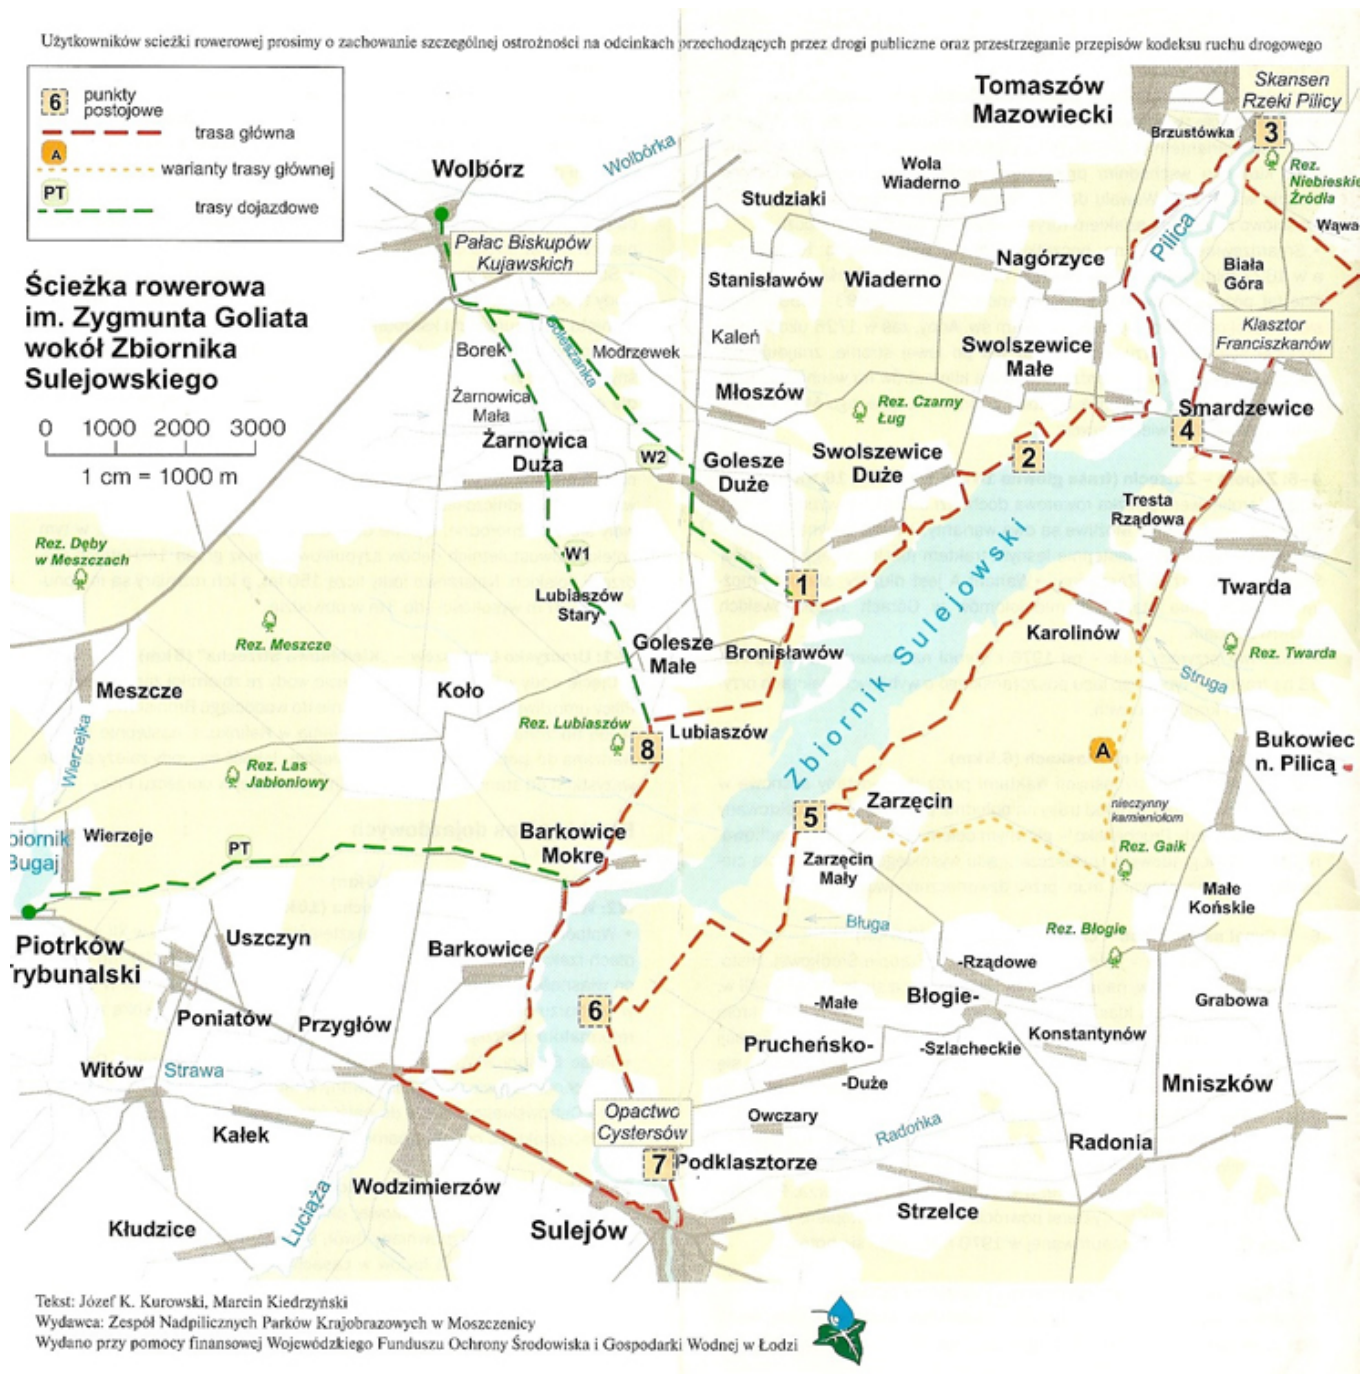 Użytkowników scieżki rowerowej prosimy o zachowanie szczególnej ostrożności na odcinkach przechodzących przez drogi publiczne oraz przestrzeganie przepisów kodeksu ruchu drogowego
6
punkty
postojowe
trasa główna
A
warianty trasy głównej
PT
trasy dojazdowe
Ścieżka rowerowa
im. Zygmunta Goliata
wokół Zbiornika
Sulejowskiego
0 1000 2000 3000
1 cm = 1000 m
Tomaszów
Mazowiecki
Skansen
Rzeki Pilicy
Brzustówka
3
Rez.
Niebieskie
Źródła
Wąwa
Wolbórz
Wolbórka
Pałac Biskupów
Kujawskich
Wola
Wiaderno
Studziaki
Pilica
Nagórzyce
Biała
Góra
Stanisławów
Wiaderno
Klasztor
Franciszkanów
Kaleń
Swolszewice
Małe
Borek
Goleszanka
Modrzewek
Młoszów
Rez. Czarny
Ług
Smardzewice
4
Żarnowica
Mała
Żarnowica
Duża
W2
Golesze
Duże
Swolszewice
Duże
2
Tresta
Rządowa
Rez. Dęby
w Meszczach
W1
1
Twarda
Lubiaszów
Stary
Karolinów
Rez. Meszcze
Golesze
Małe
Bronisławów
Zbiornik Sulejowski
Rez. Twarda
Struga
Meszcze
Koło
Rez. Lubiaszów
8
Lubiaszów
Wierzejka
A
Bukowiec
n. Pilicą
Rez. Las
Jabłoniowy
nieczynny
kamieniołom
5
Zarzęcin
biornik
Bugaj
Wierzeje
PT
Barkowice
Mokre
Rez. Gaik
Zarzęcin
Mały
Małe
Końskie
Bługa
Rez. Błogie
Piotrków
Trybunalski
Uszczyn
Barkowice
-Rządowe
Błogie-
Grabowa
6
-Małe
Poniatów
Przygłów
Konstantynów
Prucheńsko-
-Szlacheckie
Witów
Strawa
-Duże
Mniszków
Opactwo
Cystersów
Owczary
Kałek
Radońka
Radonia
7
Podklasztorze
Wodzimierzów
Luciąża
Strzelce
Kłudzice
Sulejów
Tekst: Józef K. Kurowski, Marcin Kiedrzyński
Wydawca: Zespół Nadpilicznych Parków Krajobrazowych w Moszczenicy
Wydano przy pomocy finansowej Wojewódzkiego Funduszu Ochrony Środowiska i Gospodarki Wodnej w Łodzi